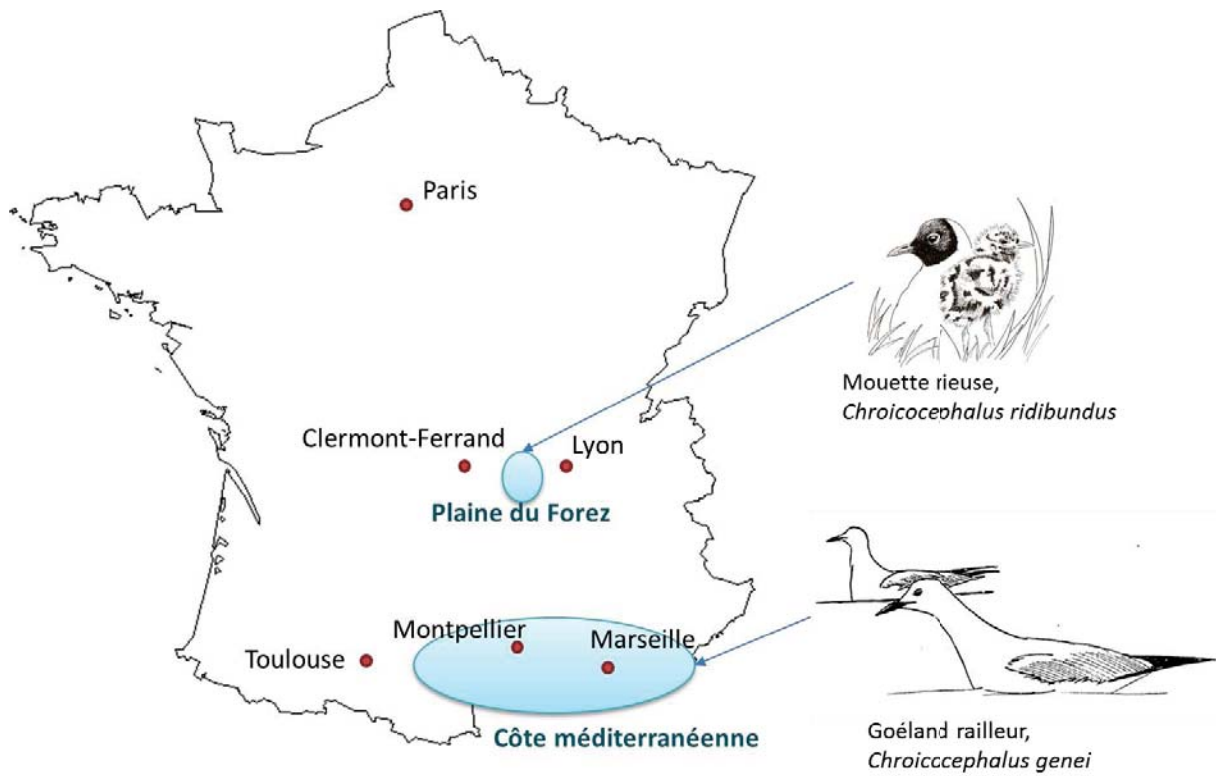 Paris
Mouette rieuse,
Chroicocephalus ridibundus
Clermont-Ferrand
Lyon
Plaine du Forez
Montpellier
Marseille
Toulouse
Côte méditerranéenne
Goéland railleur,
Chroicccephalus genei